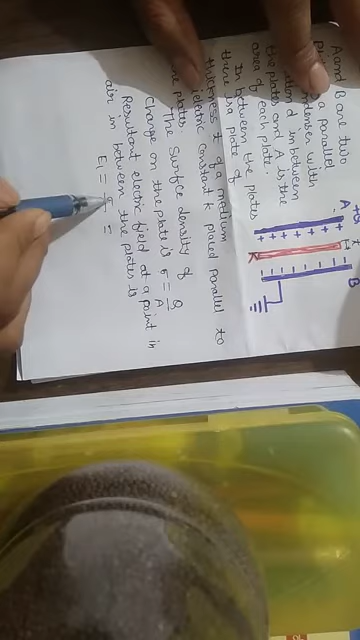 A and B are two
a parallel
ndenser with
d in between
the plates and A is the
area of each plate.
In between the plates
there is a plate of
thickness t of a medium
dielectric constant K placed parallel to
the plates
The Surface density of
Charge on the plate is σ = Q/A
Resultant electric field at a point in
air in between the plates is
E₁ = σ =
A
+ + + + + + +
K
t
- - - - - - -
B